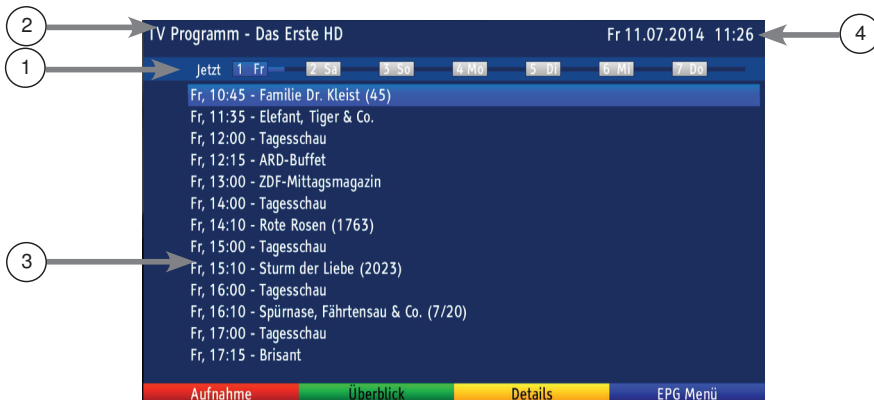 2
TV Programm - Das Erste HD
Fr 11.07.2014 11:26
4
1
Jetzt 1 Fr 2 Sa 3 So 4 Mo 5 Di 6 Mi 7 Do
Fr, 10:45 - Familie Dr. Kleist (45)
Fr, 11:35 - Elefant, Tiger & Co.
Fr, 12:00 - Tagesschau
Fr, 12:15 - ARD-Buffet
Fr, 13:00 - ZDF-Mittagsmagazin
Fr, 14:00 - Tagesschau
Fr, 14:10 - Rote Rosen (1763)
Fr, 15:00 - Tagesschau
3
Fr, 15:10 - Sturm der Liebe (2023)
Fr, 16:00 - Tagesschau
Fr, 16:10 - Spürnase, Fährtensau & Co. (7/20)
Fr, 17:00 - Tagesschau
Fr, 17:15 - Brisant
Aufnahme Überblick Details EPG Menü